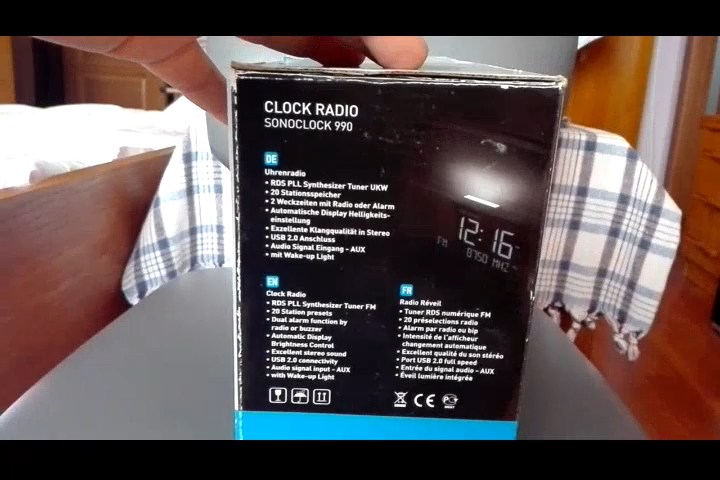 CLOCK RADIO
SONOCLOCK 990
DE
Uhrenradio
• RDS PLL Synthesizer Tuner UKW
• 20 Stationsspeicher
• 2 Weckzeiten mit Radio oder Alarm
• Automatische Display Helligkeits-
einstellung
• Exzellente Klangqualität in Stereo
• USB 2.0 Anschluss
• Audio Signal Eingang - AUX
• mit Wake-up Light
12:16
FM
8750 MHZ
EN
Clock Radio
• RDS PLL Synthesizer Tuner FM
• 20 Station presets
• Dual alarm function by
radio or buzzer
• Automatic Display
Brightness Control
• Excellent stereo sound
• USB 2.0 connectivity
• Audio signal input - AUX
• with Wake-up Light
FR
Radio Réveil
• Tuner RDS numérique FM
• 20 présélections radio
• Alarm par radio ou bip
• Intensité de l'afficheur
changement automatique
• Excellent qualité du son stéréo
• Port USB 2.0 full speed
• Entrée du signal audio - AUX
• Éveil lumière intégrée
CE